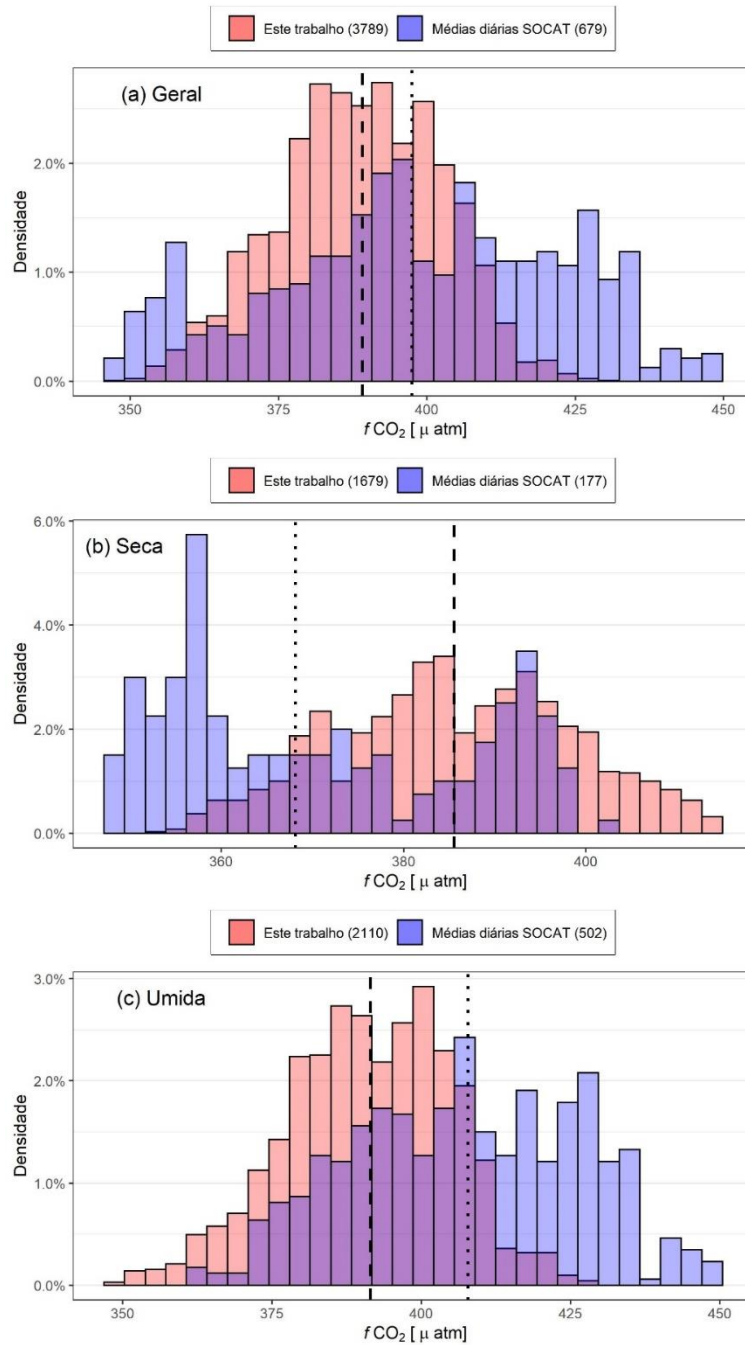 Este trabalho (3789) Médias diárias SOCAT (679)
(a) Geral
Densidade
2.0%
1.0%
0.0%
350 375 400 425 450
f CO₂ [ µ atm]
Este trabalho (1679) Médias diárias SOCAT (177)
(b) Seca
Densidade
6.0%
4.0%
2.0%
0.0%
360 380 400
f CO₂ [ µ atm]
Este trabalho (2110) Médias diárias SOCAT (502)
(c) Umida
Densidade
3.0%
2.0%
1.0%
0.0%
350 375 400 425 450
f CO₂ [ µ atm]